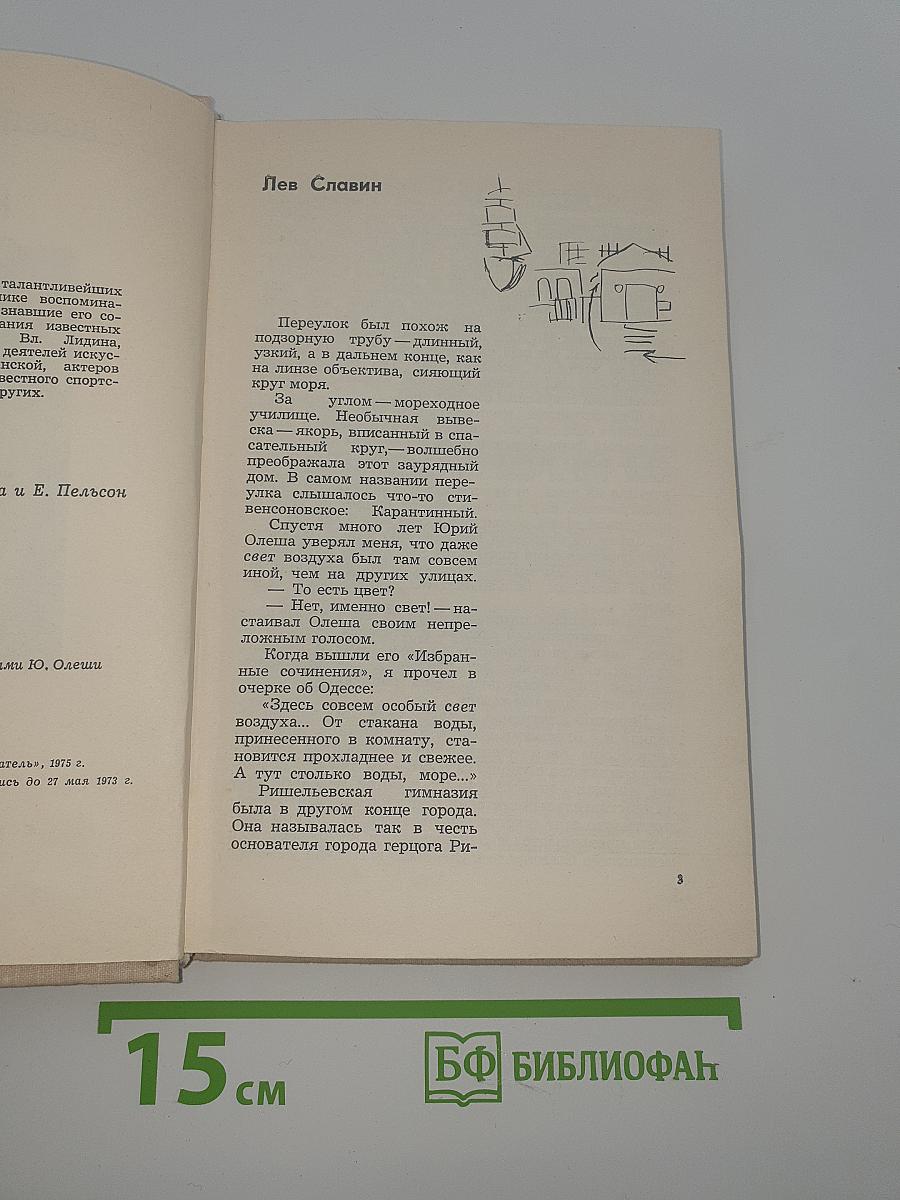 талантливейших
нике воспомина-
знавшие его со-
ания известных
Вл. Лидина,
деятелей искус-
нской, актеров
вестного спортс-
ругих.
а и Е. Пельсон
ами Ю. Олеши
атель», 1975 г.
ись до 27 мая 1973 г.
Лев Славин
Переулок был похож на
подзорную трубу — длинный,
узкий, а в дальнем конце, как
на линзе объектива, сияющий
круг моря.
За углом — мореходное
училище. Необычная выве-
ска — якорь, вписанный в спа-
сательный круг,— волшебно
преображала этот заурядный
дом. В самом названии пере-
улка слышалось что-то сти-
венсоновское: Карантинный.
Спустя много лет Юрий
Олеша уверял меня, что даже
свет воздуха был там совсем
иной, чем на других улицах.
— То есть цвет?
— Нет, именно свет! — на-
стаивал Олеша своим непре-
ложным голосом.
Когда вышли его «Избран-
ные сочинения», я прочел в
очерке об Одессе:
«Здесь совсем особый свет
воздуха... От стакана воды,
принесенного в комнату, ста-
новится прохладнее и свежее.
А тут столько воды, море...»
Ришельевская гимназия
была в другом конце города.
Она называлась так в честь
основателя города герцога Ри-
3
15 см
БФ БИБЛИОФАН